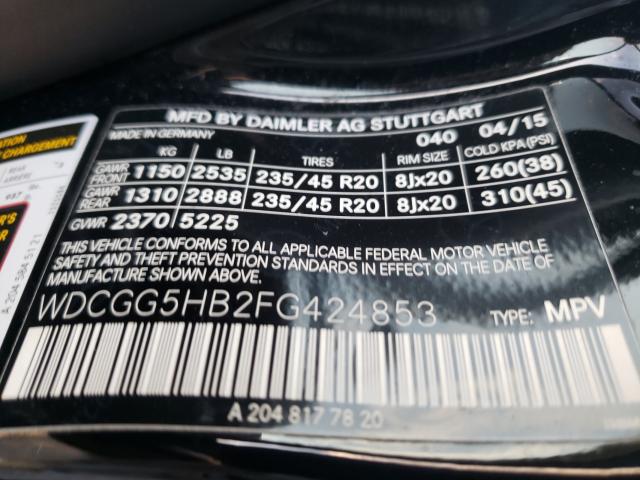 MFD BY DAIMLER AG STUTTGART
MADE IN GERMANY 040 04/15
KG LB TIRES RIM SIZE COLD KPA (PSI)
GAWR FRONT 1150 2535 235/45 R20 8Jx20 260(38)
GAWR REAR 1310 2888 235/45 R20 8Jx20 310(45)
GVWR 2370 5225
THIS VEHICLE CONFORMS TO ALL APPLICABLE FEDERAL MOTOR VEHICLE
SAFETY AND THEFT PREVENTION STANDARDS IN EFFECT ON THE DATE OF
MANUFACTURE SHOWN ABOVE.
WDCGG5HB2FG424853 TYPE: MPV
A 204 817 78 20
CHARGEMENT
REAR
ARRIERE
A 204 584 51 21